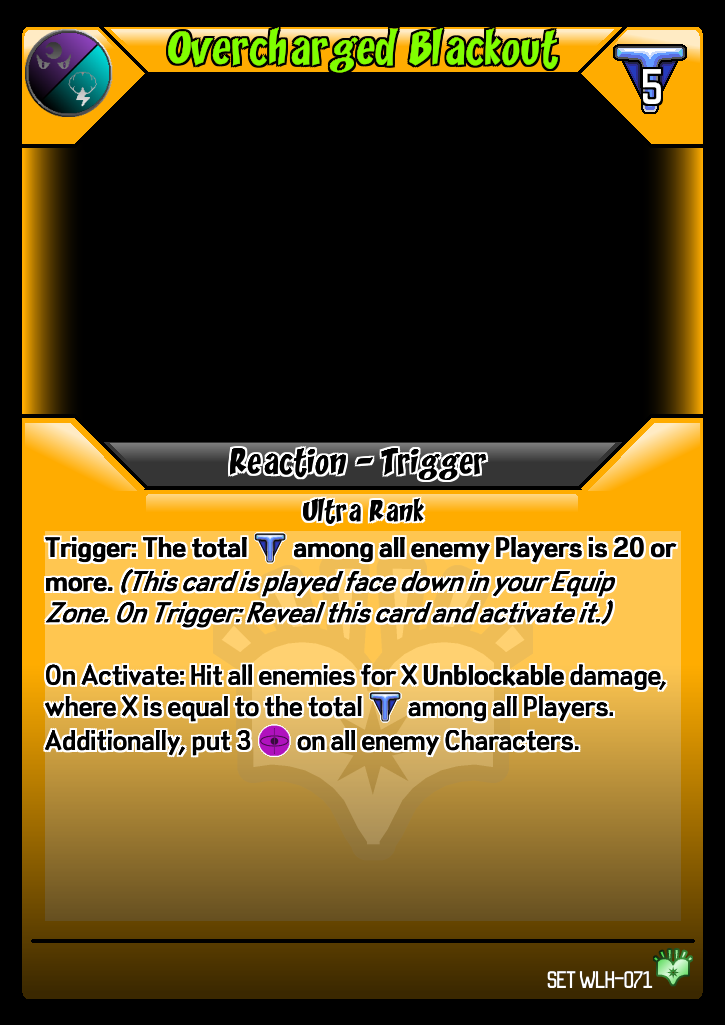 Overcharged Blackout
5
Reaction - Trigger
Ultra Rank
Trigger: The total among all enemy Players is 20 or
more. (This card is played face down in your Equip
Zone. On Trigger: Reveal this card and activate it.)
On Activate: Hit all enemies for X Unblockable damage,
where X is equal to the total among all Players.
Additionally, put 3 on all enemy Characters.
SET WLH-071